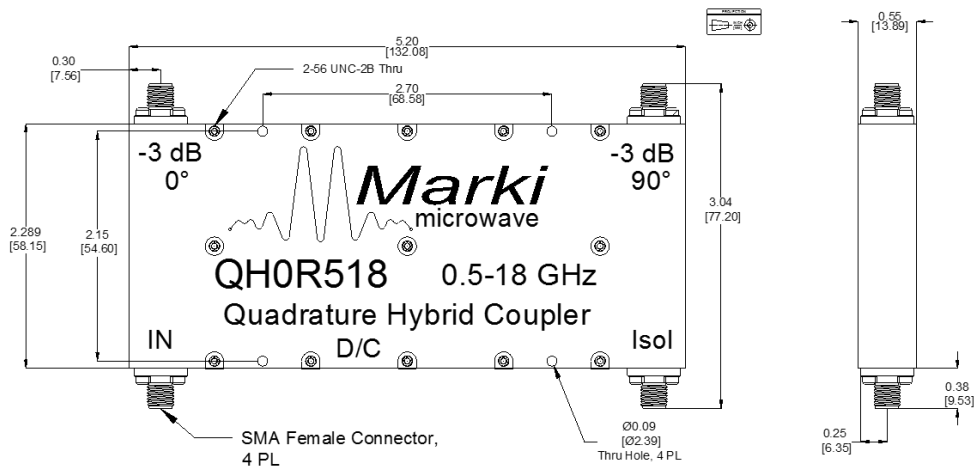 PROJECTION
5.20
[132.08]
0.55
[13.89]
0.30
[7.56]
2-56 UNC-2B Thru
2.70
[68.58]
-3 dB
0°
-3 dB
90°
Marki
microwave
3.04
[77.20]
2.289
[58.15]
2.15
[54.60]
QH0R518 0.5-18 GHz
Quadrature Hybrid Coupler
IN
D/C
Isol
0.38
[9.53]
0.25
[6.35]
SMA Female Connector,
4 PL
Ø0.09
[Ø2.39]
Thru Hole, 4 PL